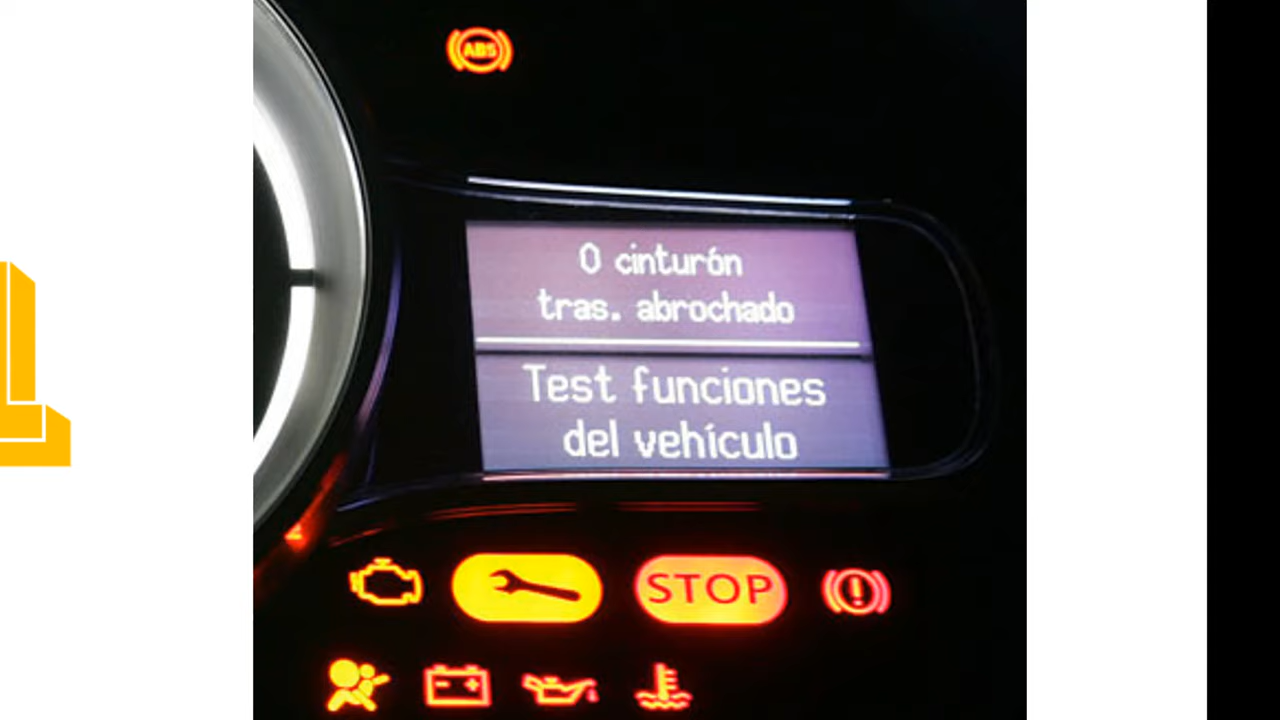 ABS
0 cinturón
tras. abrochado
Test funciones
del vehículo
STOP